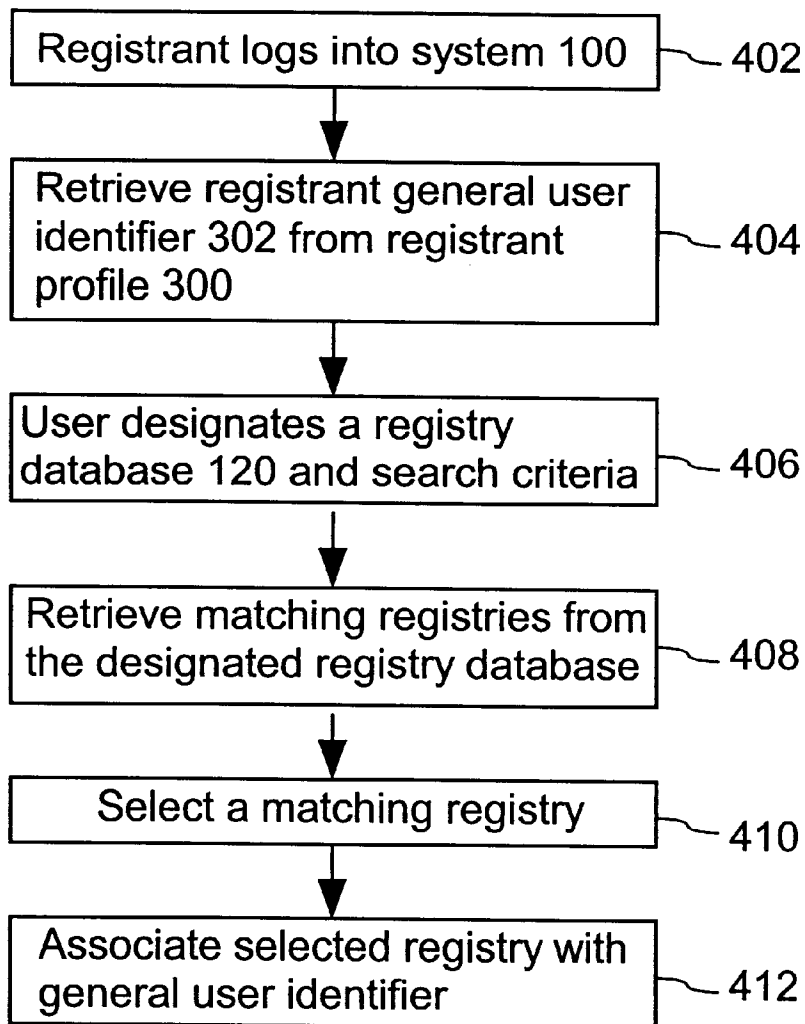 Registrant logs into system 100
402
Retrieve registrant general user
identifier 302 from registrant
profile 300
404
User designates a registry
database 120 and search criteria
406
Retrieve matching registries from
the designated registry database
408
Select a matching registry
410
Associate selected registry with
general user identifier
412